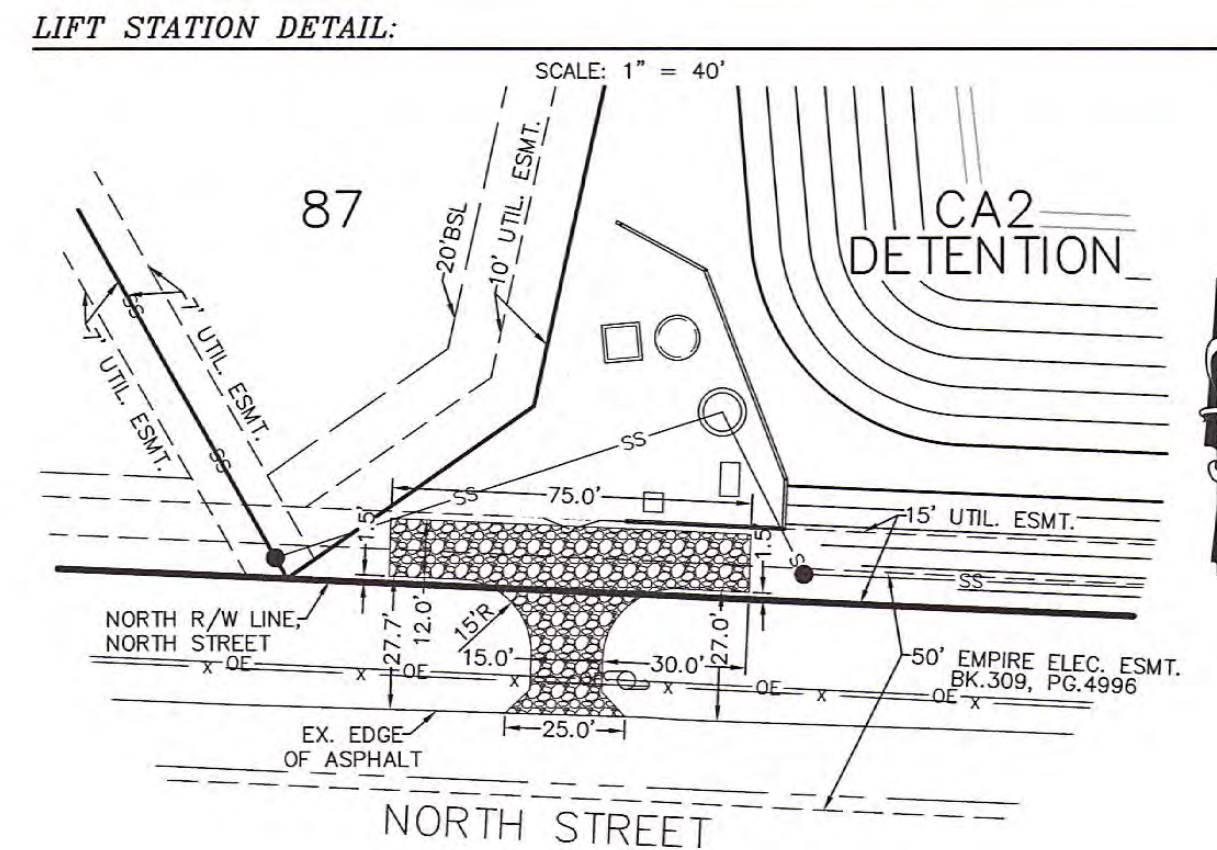 LIFT STATION DETAIL:
SCALE: 1" = 40'
87
20'BSL
10' UTIL. ESMT.
CA2
DETENTION
SS
7' UTIL. ESMT.
7' UTIL. ESMT.
SS
SS
SS
75.0'
1.5'
1.5'
15' UTIL. ESMT.
S
SS
NORTH R/W LINE,
NORTH STREET
27.7'
12.0'
15'R
15.0'
30.0'
27.0'
50' EMPIRE ELEC. ESMT.
BK.309, PG.4996
x OE x OE x x OE x OE x
EX. EDGE
OF ASPHALT
25.0'
NORTH STREET